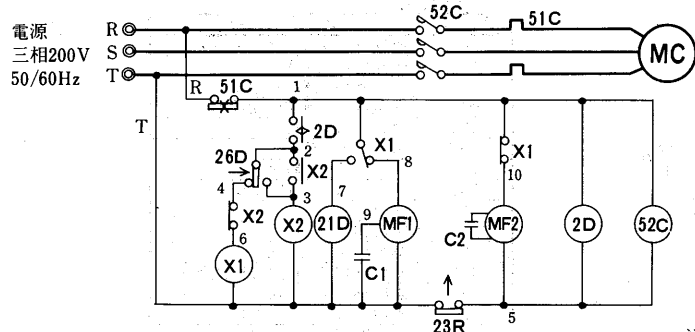 電源
三相200V
50/60Hz
R
S
T
52C
51C
MC
R
51C
T
1
2D
2
26D
X2
X1
4
3
7
8
10
X1
X2
6
X1
X2
21D
9
MF1
C1
C2
MF2
2D
52C
23R
5